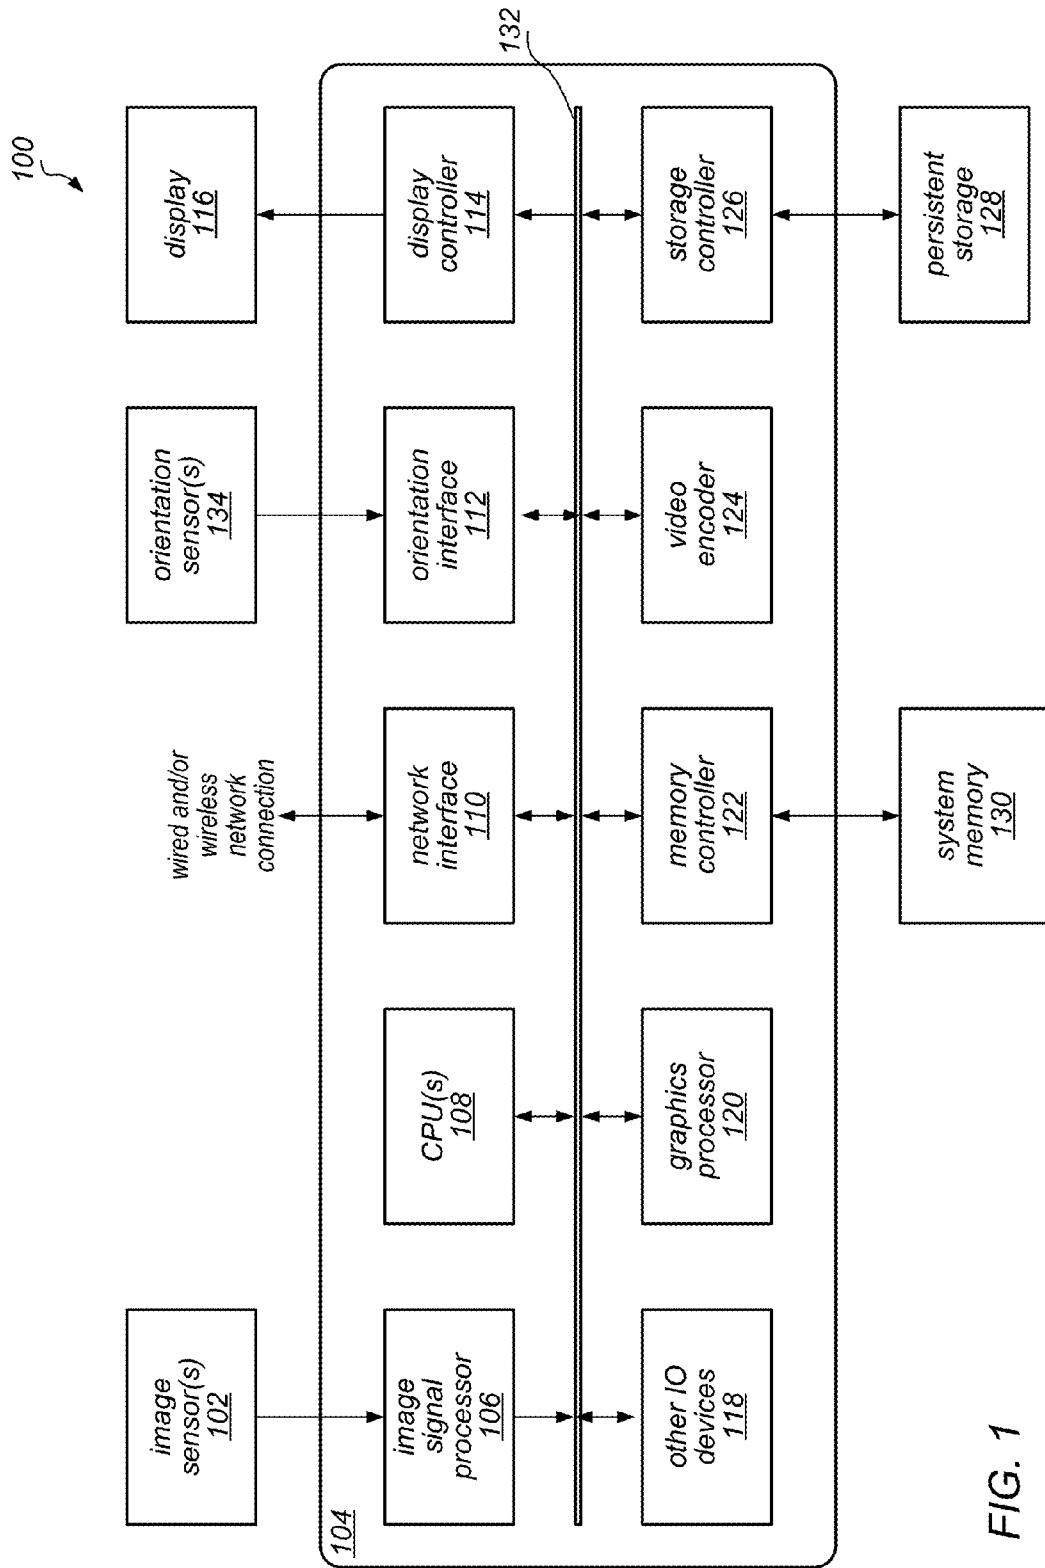 100
image
sensor(s)
102
wired and/or
wireless
network
connection
orientation
sensor(s)
134
display
116
104
image
signal
processor
106
CPU(s)
108
network
interface
110
orientation
interface
112
display
controller
114
132
other IO
devices
118
graphics
processor
120
memory
controller
122
video
encoder
124
storage
controller
126
system
memory
130
persistent
storage
128
FIG. 1